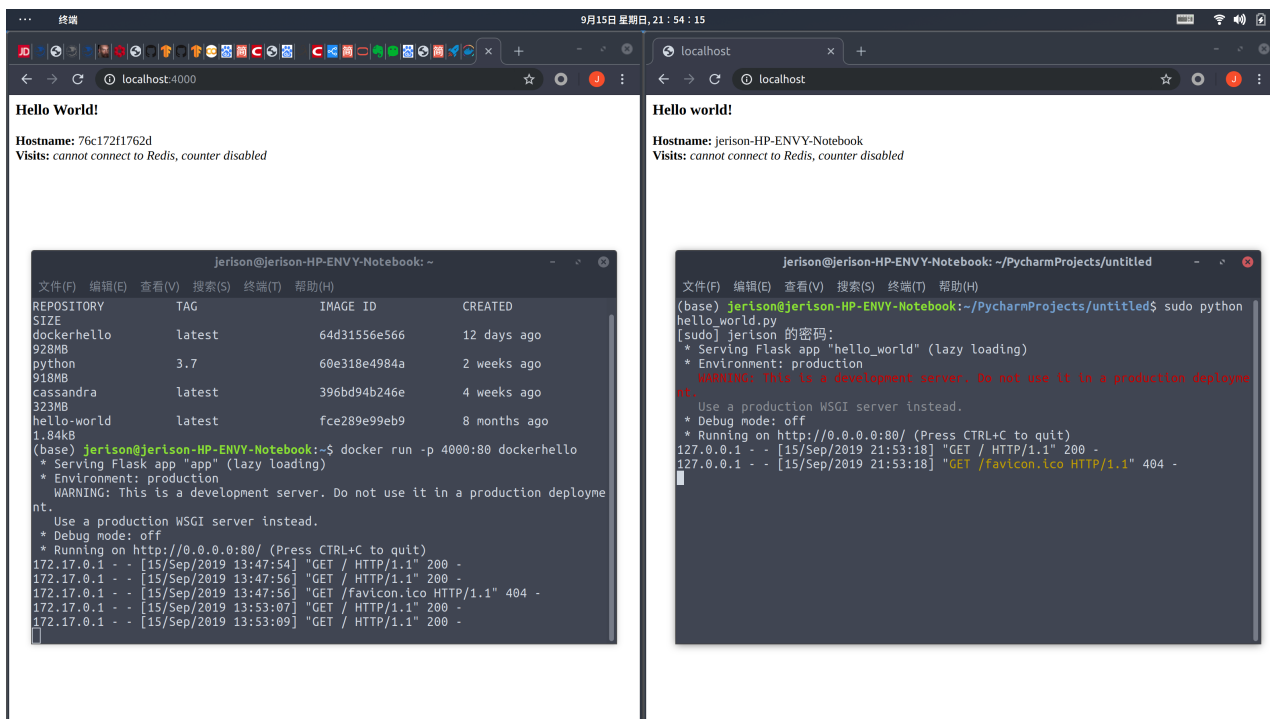 ··· 终端 9月15日 星期日, 21：54：15
localhost:4000
Hello World!
Hostname: 76c172f1762d
Visits: cannot connect to Redis, counter disabled
jerison@jerison-HP-ENVY-Notebook: ~
文件(F) 编辑(E) 查看(V) 搜索(S) 终端(T) 帮助(H)
REPOSITORY TAG IMAGE ID CREATED
SIZE
dockerhello latest 64d31556e566 12 days ago
928MB
python 3.7 60e318e4984a 2 weeks ago
918MB
cassandra latest 396bd94b246e 4 weeks ago
323MB
hello-world latest fce289e99eb9 8 months ago
1.84kB
(base) jerison@jerison-HP-ENVY-Notebook:~$ docker run -p 4000:80 dockerhello
 * Serving Flask app "app" (lazy loading)
 * Environment: production
   WARNING: This is a development server. Do not use it in a production deployme
nt.
   Use a production WSGI server instead.
 * Debug mode: off
 * Running on http://0.0.0.0:80/ (Press CTRL+C to quit)
172.17.0.1 - - [15/Sep/2019 13:47:54] "GET / HTTP/1.1" 200 -
172.17.0.1 - - [15/Sep/2019 13:47:56] "GET / HTTP/1.1" 200 -
172.17.0.1 - - [15/Sep/2019 13:47:56] "GET /favicon.ico HTTP/1.1" 404 -
172.17.0.1 - - [15/Sep/2019 13:53:07] "GET / HTTP/1.1" 200 -
172.17.0.1 - - [15/Sep/2019 13:53:09] "GET / HTTP/1.1" 200 -
localhost
localhost
Hello world!
Hostname: jerison-HP-ENVY-Notebook
Visits: cannot connect to Redis, counter disabled
jerison@jerison-HP-ENVY-Notebook: ~/PycharmProjects/untitled
文件(F) 编辑(E) 查看(V) 搜索(S) 终端(T) 帮助(H)
(base) jerison@jerison-HP-ENVY-Notebook:~/PycharmProjects/untitled$ sudo python
hello_world.py
[sudo] jerison 的密码：
 * Serving Flask app "hello_world" (lazy loading)
 * Environment: production
   WARNING: This is a development server. Do not use it in a production deployme
nt.
   Use a production WSGI server instead.
 * Debug mode: off
 * Running on http://0.0.0.0:80/ (Press CTRL+C to quit)
127.0.0.1 - - [15/Sep/2019 21:53:18] "GET / HTTP/1.1" 200 -
127.0.0.1 - - [15/Sep/2019 21:53:18] "GET /favicon.ico HTTP/1.1" 404 -